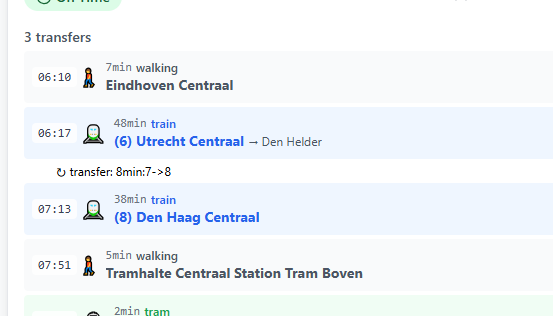 3 transfers
06:10
7min walking
Eindhoven Centraal
06:17
48min train
(6) Utrecht Centraal → Den Helder
↻ transfer: 8min:7->8
07:13
38min train
(8) Den Haag Centraal
07:51
5min walking
Tramhalte Centraal Station Tram Boven
2min tram